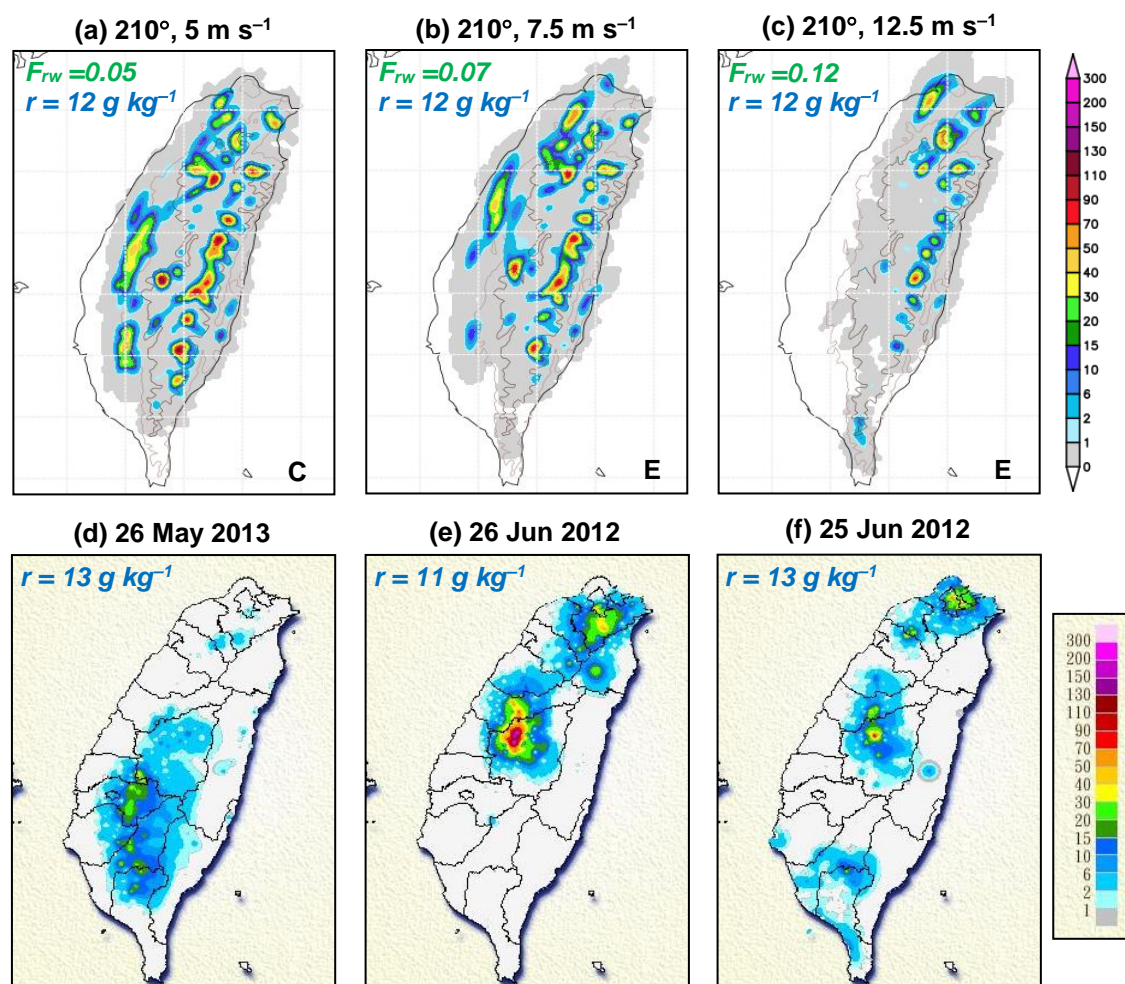 (a) 210°, 5 m s⁻¹
(b) 210°, 7.5 m s⁻¹
(c) 210°, 12.5 m s⁻¹
F_rw =0.05
r = 12 g kg⁻¹
C
F_rw =0.07
r = 12 g kg⁻¹
E
F_rw =0.12
r = 12 g kg⁻¹
E
300
200
150
130
110
90
70
50
40
30
20
15
10
6
2
1
0
(d) 26 May 2013
(e) 26 Jun 2012
(f) 25 Jun 2012
r = 13 g kg⁻¹
r = 11 g kg⁻¹
r = 13 g kg⁻¹
300
200
150
130
110
90
70
50
40
30
20
15
10
6
2
1